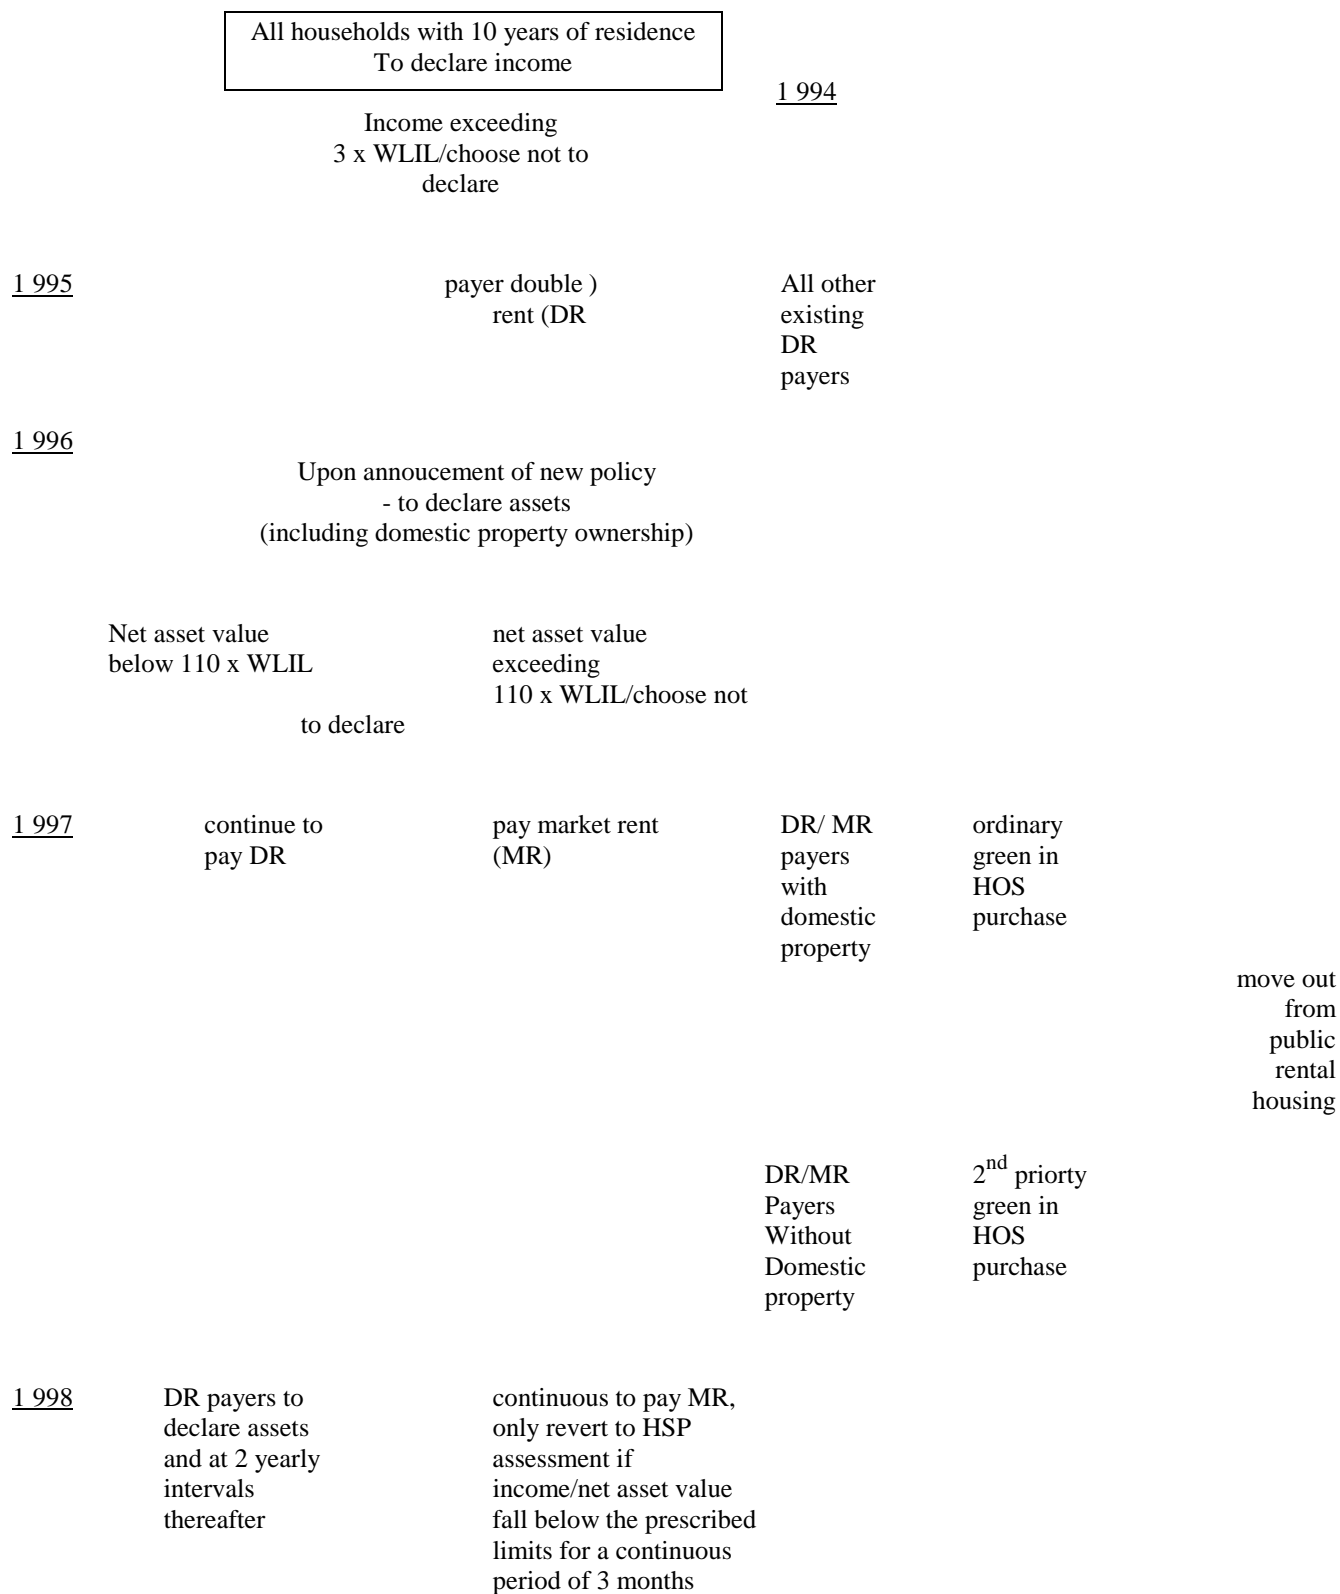 All households with 10 years of residence
To declare income
1 994
Income exceeding
3 x WLIL/choose not to
declare
1 995
payer double )
rent (DR
All other
existing
DR
payers
1 996
Upon annoucement of new policy
- to declare assets
(including domestic property ownership)
Net asset value
below 110 x WLIL
net asset value
exceeding
110 x WLIL/choose not
to declare
1 997
continue to
pay DR
pay market rent
(MR)
DR/ MR
payers
with
domestic
property
ordinary
green in
HOS
purchase
move out
from
public
rental
housing
DR/MR
Payers
Without
Domestic
property
2nd priorty
green in
HOS
purchase
1 998
DR payers to
declare assets
and at 2 yearly
intervals
thereafter
continuous to pay MR,
only revert to HSP
assessment if
income/net asset value
fall below the prescribed
limits for a continuous
period of 3 months